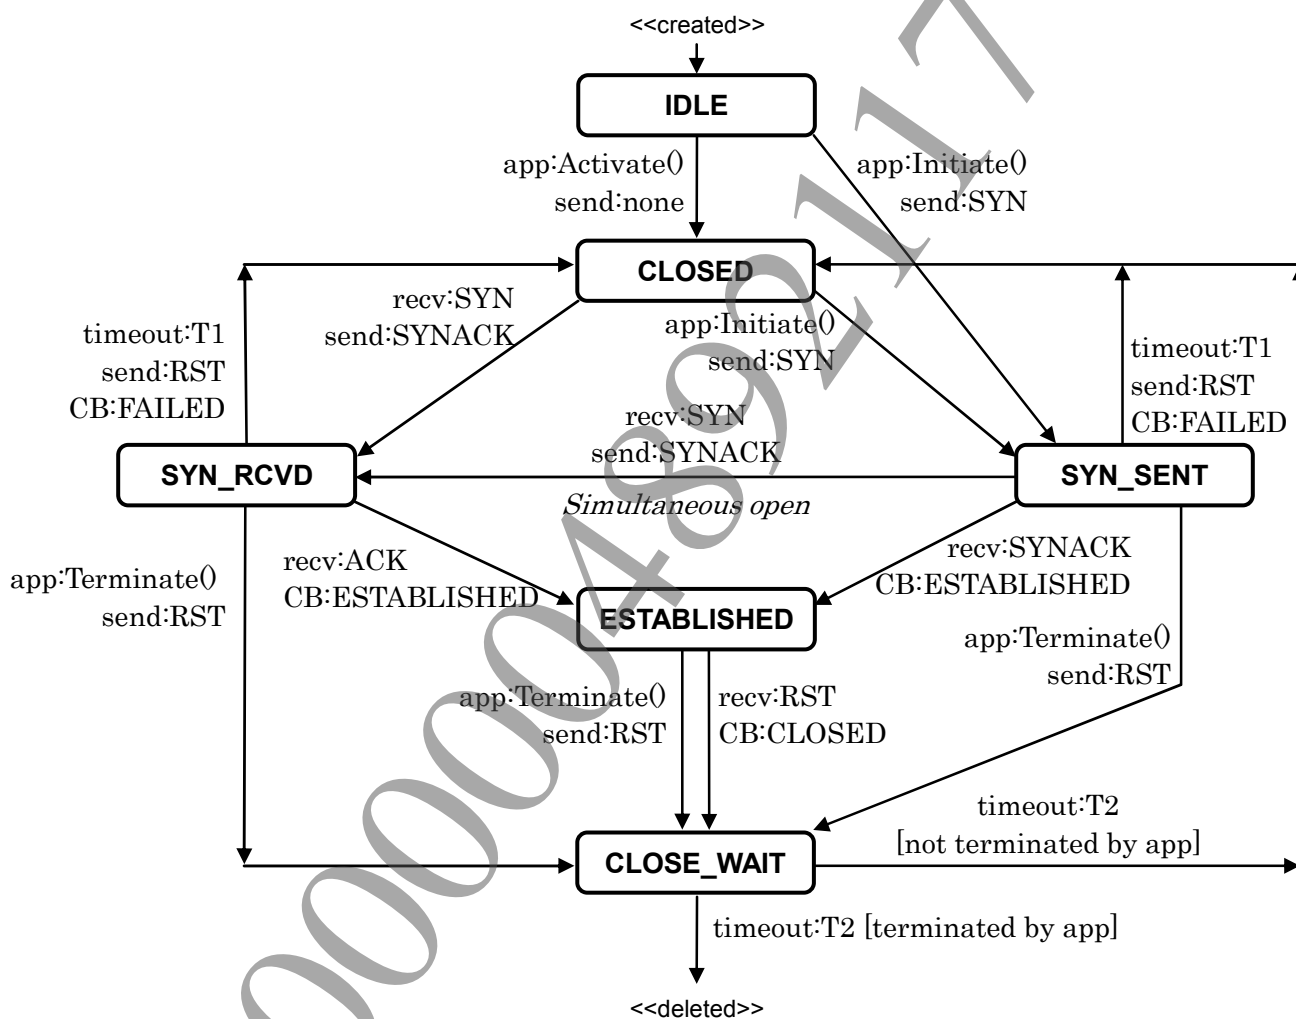 <<created>>
IDLE
app:Activate()
send:none
app:Initiate()
send:SYN
CLOSED
recv:SYN
send:SYNACK
app:Initiate()
send:SYN
timeout:T1
send:RST
CB:FAILED
timeout:T1
send:RST
CB:FAILED
recv:SYN
send:SYNACK
SYN_RCVD
SYN_SENT
Simultaneous open
recv:ACK
CB:ESTABLISHED
recv:SYNACK
CB:ESTABLISHED
app:Terminate()
send:RST
ESTABLISHED
app:Terminate()
send:RST
app:Terminate()
send:RST
recv:RST
CB:CLOSED
timeout:T2
[not terminated by app]
CLOSE_WAIT
timeout:T2 [terminated by app]
<<deleted>>
00000489217